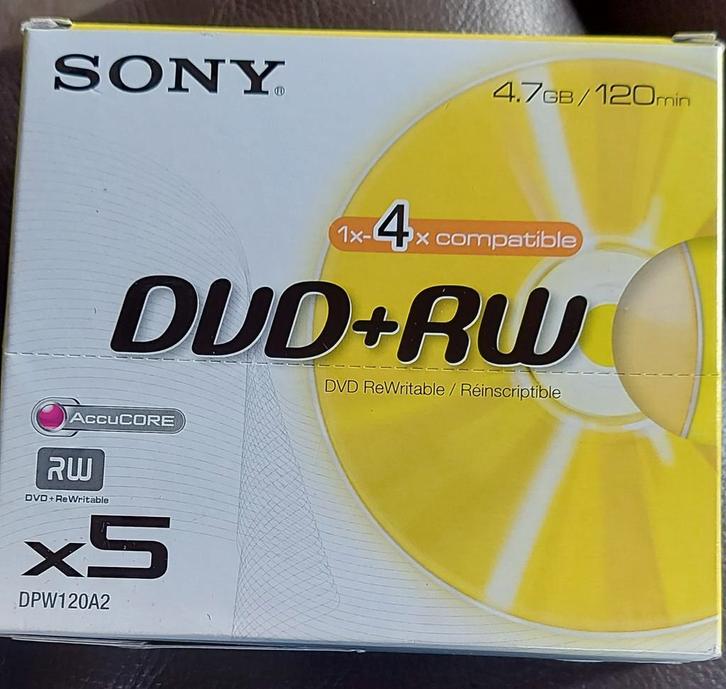 SONY®
4.7GB/120min
1x-4x compatible
DVD+RW
DVD ReWritable / Réinscriptible
AccuCORE
RW
DVD+ReWritable
x5
DPW120A2